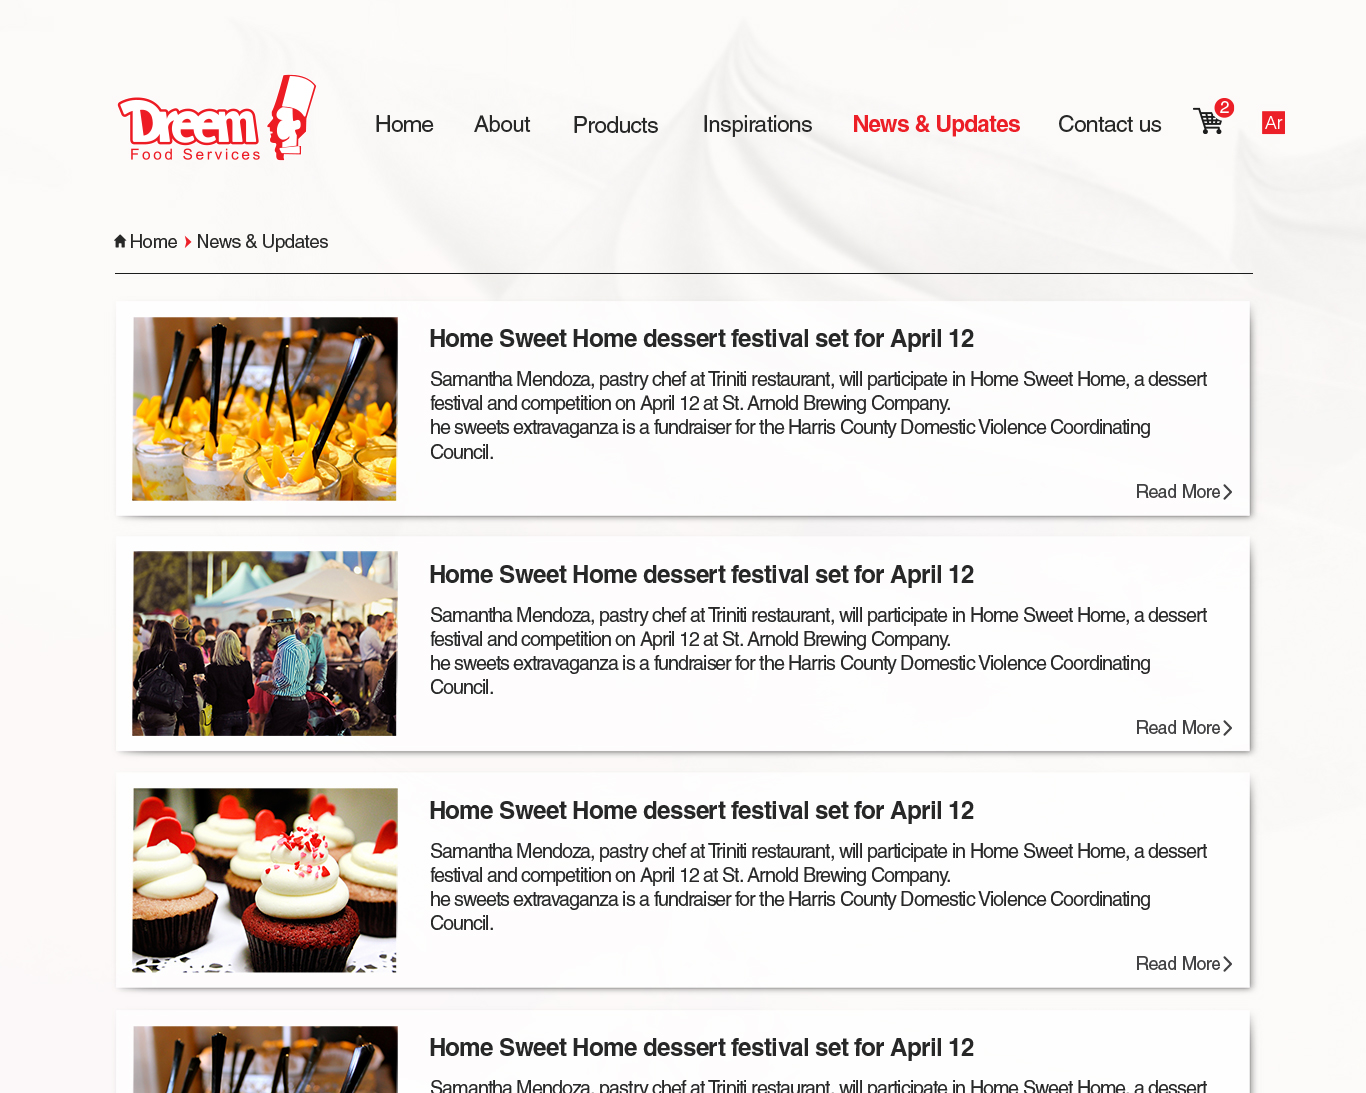 Dreem
Food Services
Home
About
Products
Inspirations
News & Updates
Contact us
2
Ar
Home
News & Updates
Home Sweet Home dessert festival set for April 12
Samantha Mendoza, pastry chef at Triniti restaurant, will participate in Home Sweet Home, a dessert
festival and competition on April 12 at St. Arnold Brewing Company.
he sweets extravaganza is a fundraiser for the Harris County Domestic Violence Coordinating
Council.
Read More
Home Sweet Home dessert festival set for April 12
Samantha Mendoza, pastry chef at Triniti restaurant, will participate in Home Sweet Home, a dessert
festival and competition on April 12 at St. Arnold Brewing Company.
he sweets extravaganza is a fundraiser for the Harris County Domestic Violence Coordinating
Council.
Read More
Home Sweet Home dessert festival set for April 12
Samantha Mendoza, pastry chef at Triniti restaurant, will participate in Home Sweet Home, a dessert
festival and competition on April 12 at St. Arnold Brewing Company.
he sweets extravaganza is a fundraiser for the Harris County Domestic Violence Coordinating
Council.
Read More
Home Sweet Home dessert festival set for April 12
Samantha Mendoza, pastry chef at Triniti restaurant, will participate in Home Sweet Home, a dessert